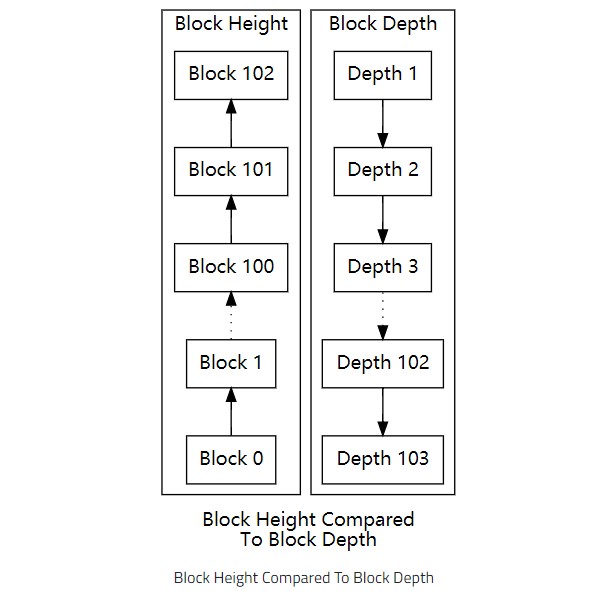 Block Height
Block 102
Block 101
Block 100
Block 1
Block 0
Block Depth
Depth 1
Depth 2
Depth 3
Depth 102
Depth 103
Block Height Compared
To Block Depth
Block Height Compared To Block Depth